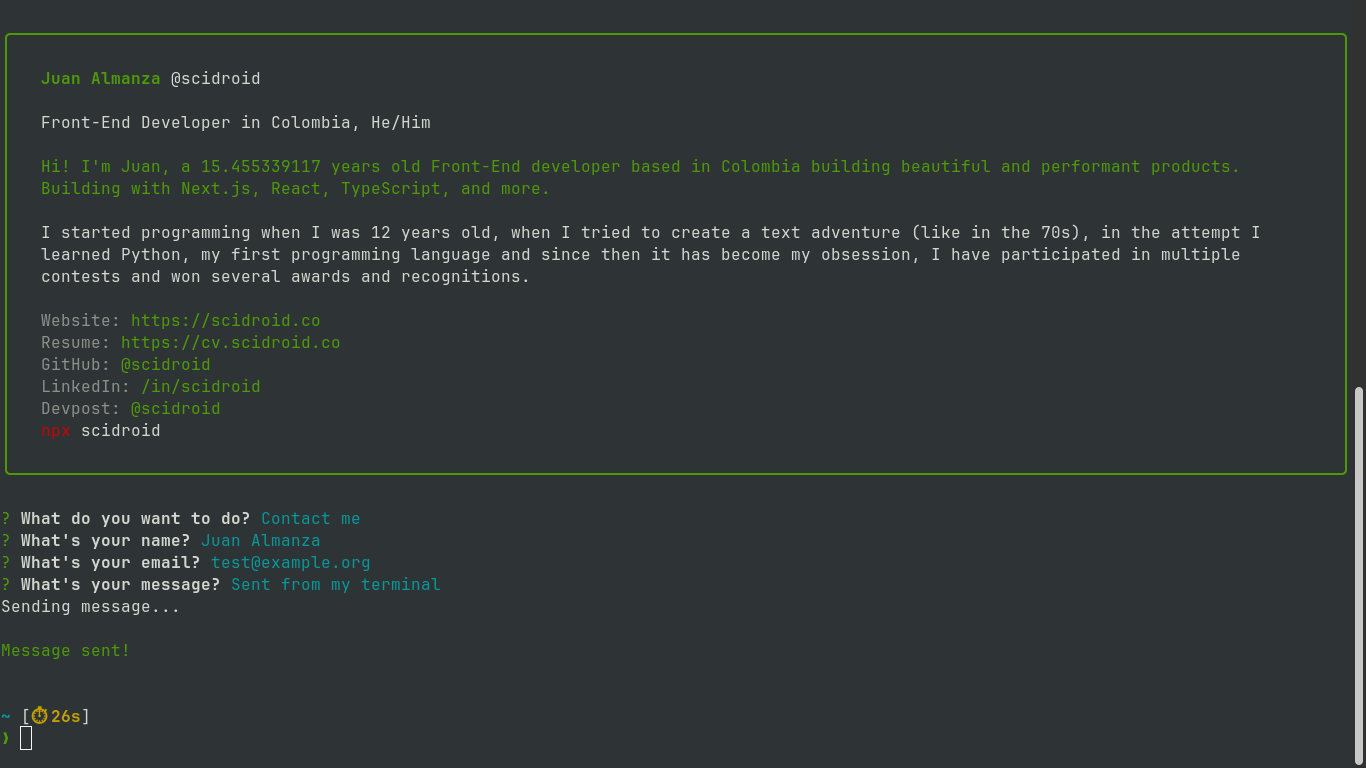 Juan Almanza @scidroid
Front-End Developer in Colombia, He/Him
Hi! I'm Juan, a 15.455339117 years old Front-End developer based in Colombia building beautiful and performant products.
Building with Next.js, React, TypeScript, and more.
I started programming when I was 12 years old, when I tried to create a text adventure (like in the 70s), in the attempt I
learned Python, my first programming language and since then it has become my obsession, I have participated in multiple
contests and won several awards and recognitions.
Website: https://scidroid.co
Resume: https://cv.scidroid.co
GitHub: @scidroid
LinkedIn: /in/scidroid
Devpost: @scidroid
npx scidroid
? What do you want to do? Contact me
? What's your name? Juan Almanza
? What's your email? test@example.org
? What's your message? Sent from my terminal
Sending message...
Message sent!
~ [⏱26s]
❯